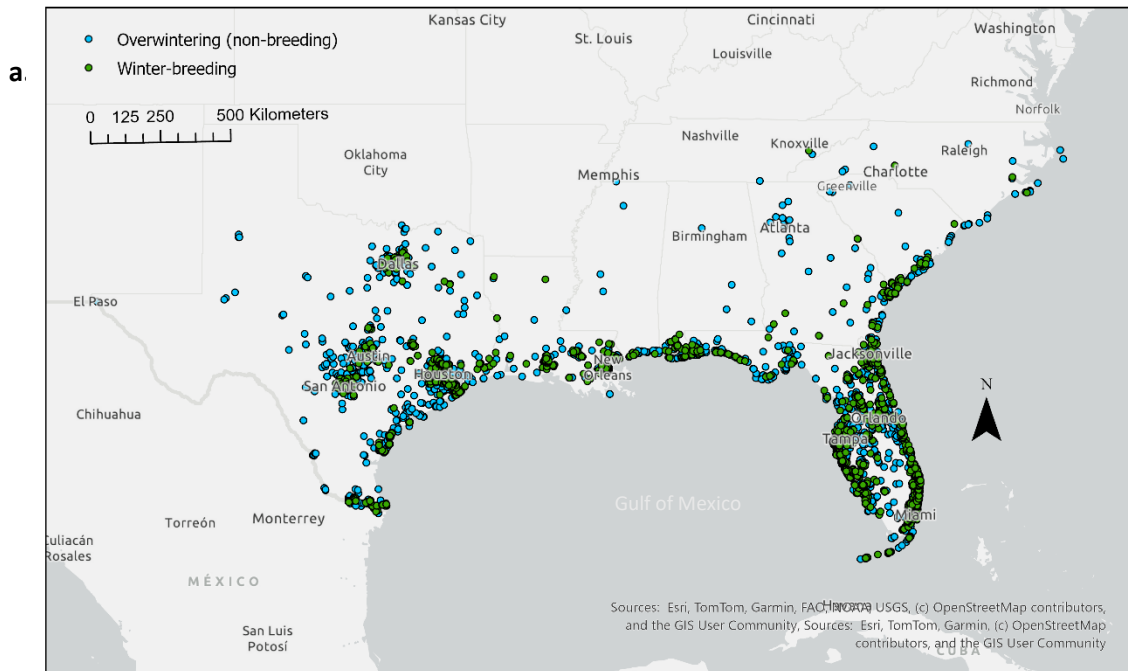 Kansas City
Cincinnati
Washington
Overwintering (non-breeding)
St. Louis
Louisville
a.
Winter-breeding
Richmond
0 125 250 500 Kilometers
Norfolk
Nashville
Knoxville
Raleigh
Oklahoma
City
Memphis
Charlotte
Greenville
Birmingham
Atlanta
Dallas
El Paso
Austin
Jacksonville
New
Orleans
Houston
San Antonio
N
Chihuahua
Orlando
Tampa
Gulf of Mexico
Miami
Torreón
Monterrey
Culiacán
Rosales
MÉXICO
Havana
Sources: Esri, TomTom, Garmin, FAO, NOAA, USGS, (c) OpenStreetMap contributors,
and the GIS User Community, Sources: Esri, TomTom, Garmin, (c) OpenStreetMap
contributors, and the GIS User Community
San Luis
Potosí
CUBA